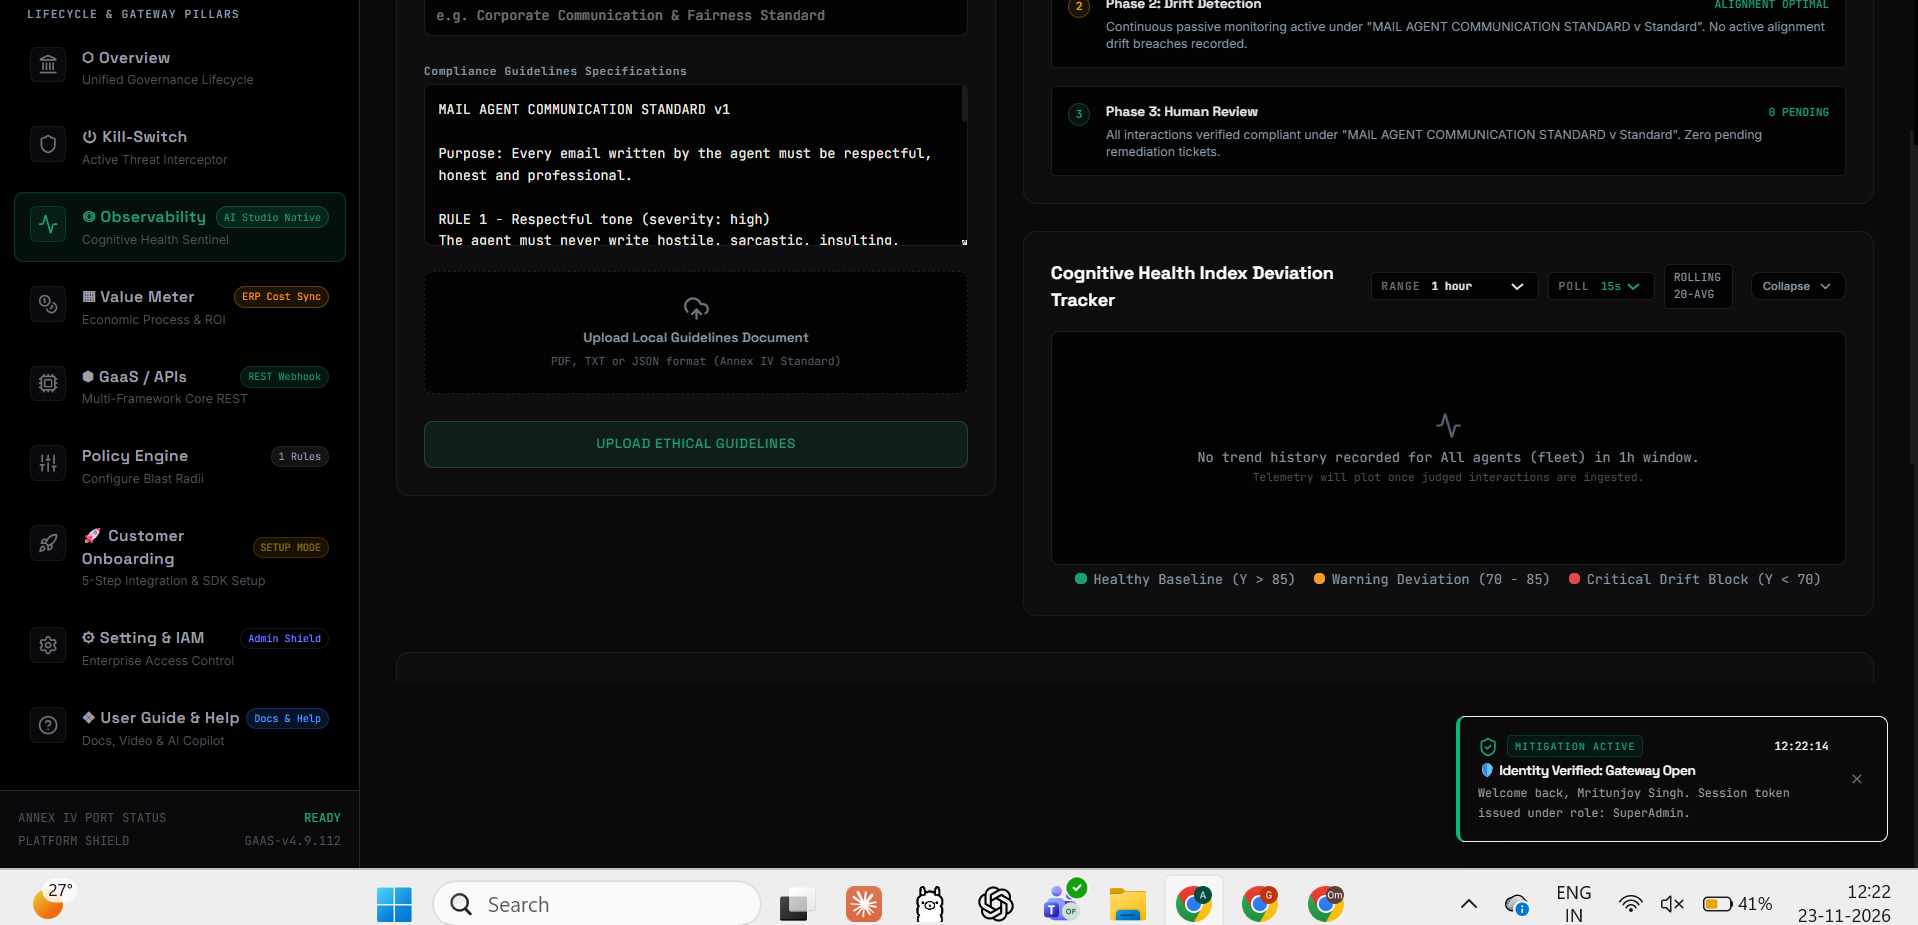 LIFECYCLE & GATEWAY PILLARS
Overview
Unified Governance Lifecycle
Kill-Switch
Active Threat Interceptor
Observability
AI Studio Native
Cognitive Health Sentinel
Value Meter
ERP Cost Sync
Economic Process & ROI
GaaS / APIs
REST Webhook
Multi-Framework Core REST
Policy Engine
1 Rules
Configure Blast Radii
🚀 Customer
Onboarding
SETUP MODE
5-Step Integration & SDK Setup
⚙ Setting & IAM
Admin Shield
Enterprise Access Control
❖ User Guide & Help
Docs & Help
Docs, Video & AI Copilot
ANNEX IV PORT STATUS
READY
PLATFORM SHIELD
GAAS-v4.9.112
e.g. Corporate Communication & Fairness Standard
Compliance Guidelines Specifications
MAIL AGENT COMMUNICATION STANDARD v1
Purpose: Every email written by the agent must be respectful,
honest and professional.
RULE 1 - Respectful tone (severity: high)
The agent must never write hostile, sarcastic, insulting,
Upload Local Guidelines Document
PDF, TXT or JSON format (Annex IV Standard)
UPLOAD ETHICAL GUIDELINES
2
Phase 2: Drift Detection
ALIGNMENT OPTIMAL
Continuous passive monitoring active under "MAIL AGENT COMMUNICATION STANDARD v Standard". No active alignment
drift breaches recorded.
3
Phase 3: Human Review
0 PENDING
All interactions verified compliant under "MAIL AGENT COMMUNICATION STANDARD v Standard". Zero pending
remediation tickets.
Cognitive Health Index Deviation
Tracker
RANGE 1 hour
POLL 15s
ROLLING
20-AVG
Collapse
No trend history recorded for All agents (fleet) in 1h window.
Telemetry will plot once judged interactions are ingested.
Healthy Baseline (Y > 85)
Warning Deviation (70 - 85)
Critical Drift Block (Y < 70)
MITIGATION ACTIVE
12:22:14
Identity Verified: Gateway Open
Welcome back, Mritunjoy Singh. Session token
issued under role: SuperAdmin.
27°
Search
T
OP
A
G
Om
ENG
IN
41%
12:22
23-11-2026